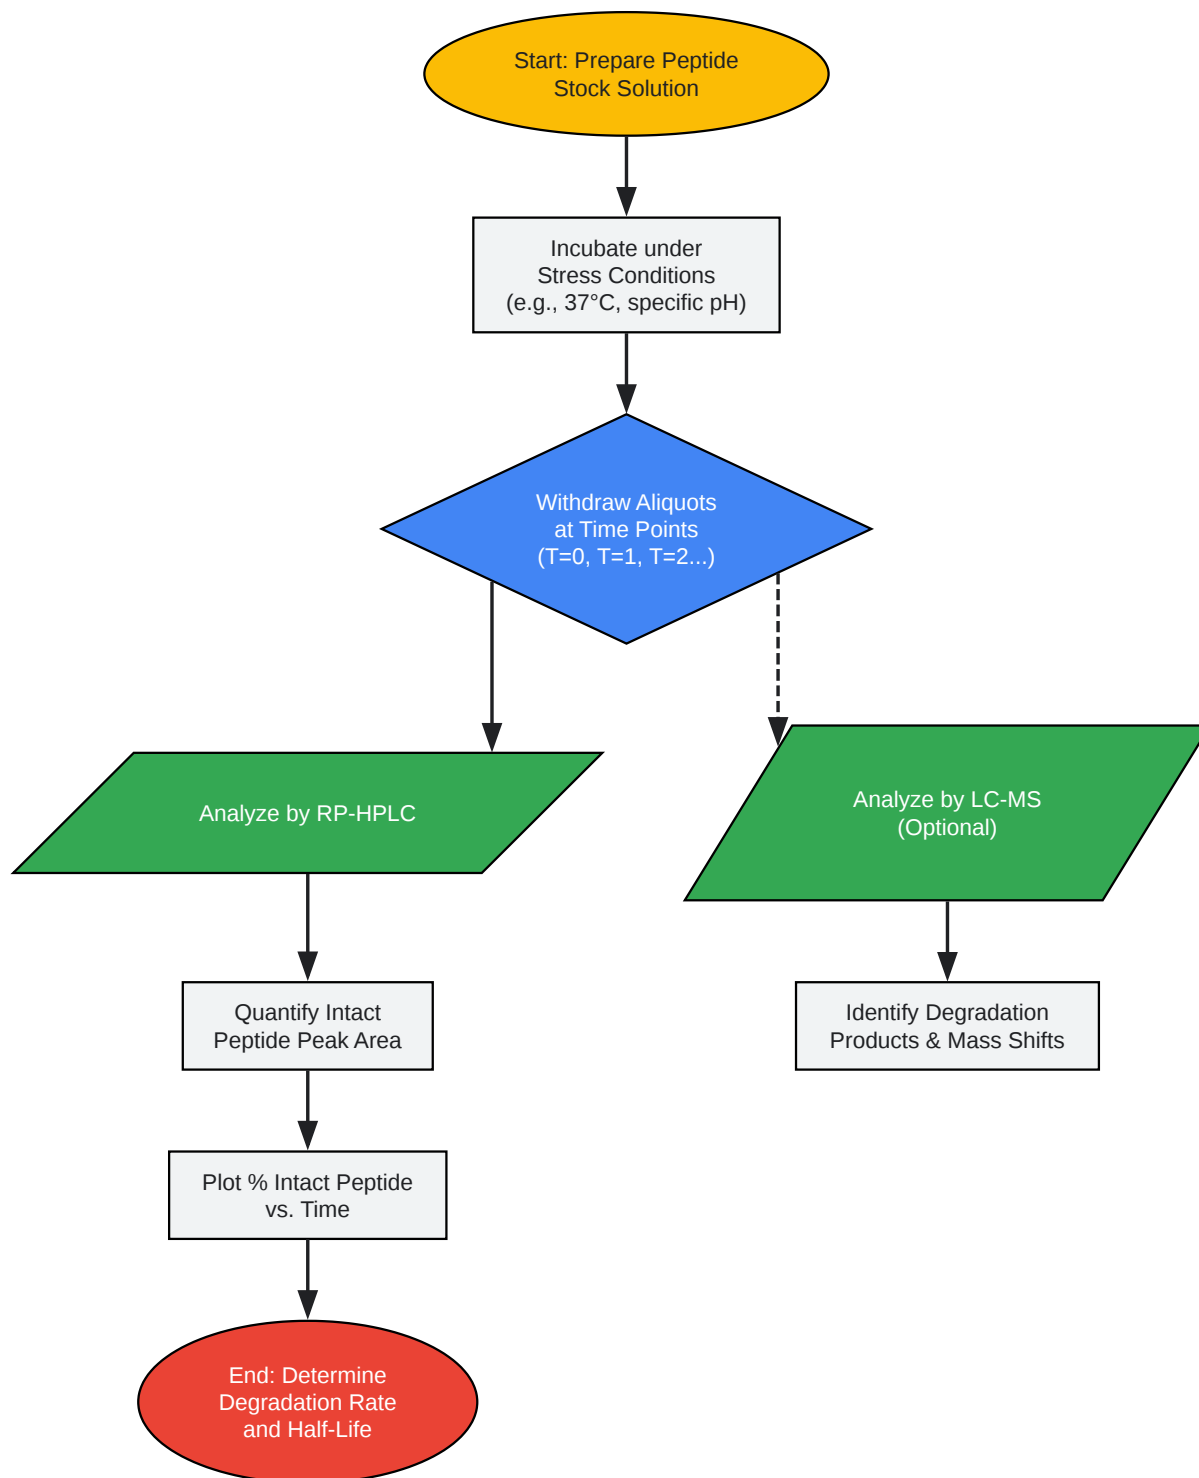 Start: Prepare Peptide
Stock Solution
Incubate under
Stress Conditions
(e.g., 37°C, specific pH)
Withdraw Aliquots
at Time Points
(T=0, T=1, T=2...)
Analyze by RP-HPLC
Analyze by LC-MS
(Optional)
Quantify Intact
Peptide Peak Area
Identify Degradation
Products & Mass Shifts
Plot % Intact Peptide
vs. Time
End: Determine
Degradation Rate
and Half-Life